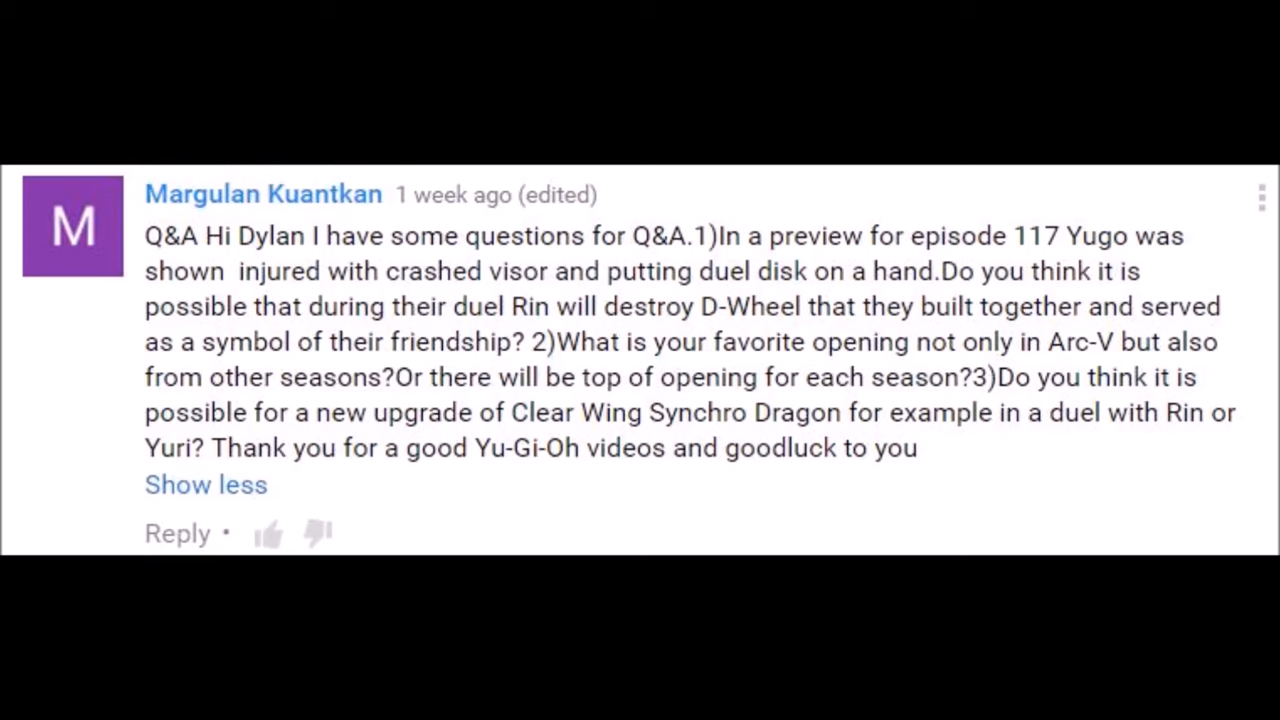 M
Margulan Kuantkan 1 week ago (edited)
Q&A Hi Dylan I have some questions for Q&A.1)In a preview for episode 117 Yugo was
shown  injured with crashed visor and putting duel disk on a hand.Do you think it is
possible that during their duel Rin will destroy D-Wheel that they built together and served
as a symbol of their friendship? 2)What is your favorite opening not only in Arc-V but also
from other seasons?Or there will be top of opening for each season?3)Do you think it is
possible for a new upgrade of Clear Wing Synchro Dragon for example in a duel with Rin or
Yuri? Thank you for a good Yu-Gi-Oh videos and goodluck to you
Show less
Reply •